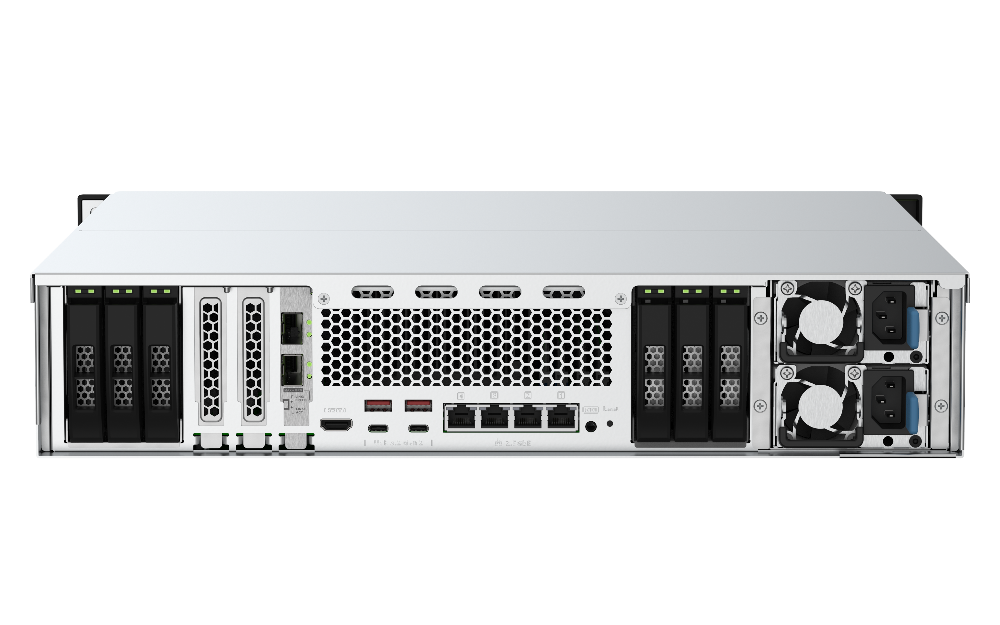 MAX=GRN
LINK/
SPEED
LINK/
ACT
HDMI
4
3
2
1
Reset
USB 3.2 Gen 2
2.5GbE